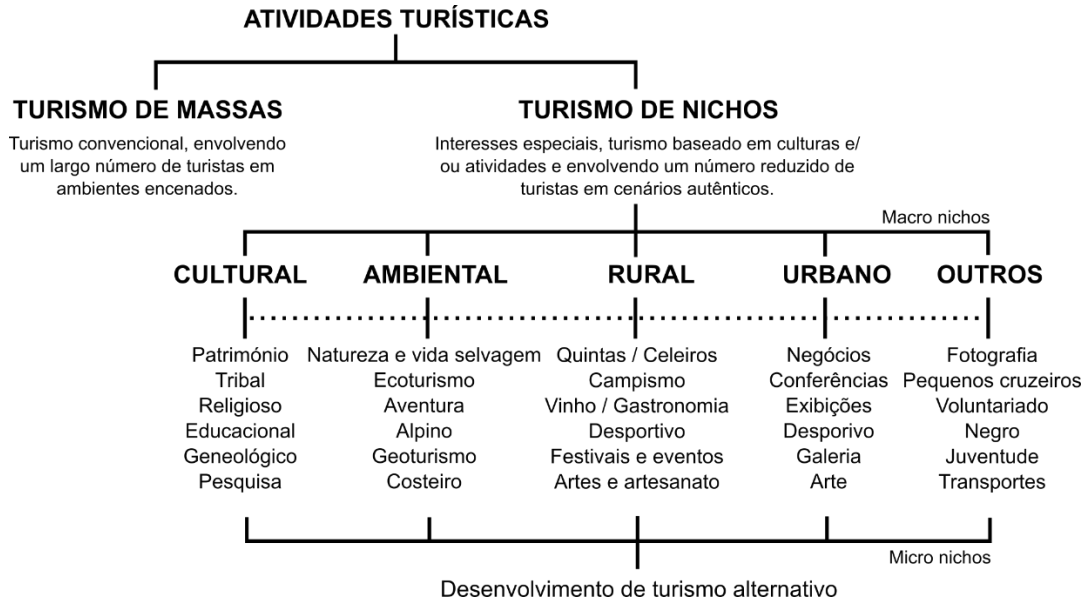 ATIVIDADES TURÍSTICAS
TURISMO DE MASSAS
Turismo convencional, envolvendo
um largo número de turistas em
ambientes encenados.
TURISMO DE NICHOS
Interesses especiais, turismo baseado em culturas e/
ou atividades e envolvendo um número reduzido de
turistas em cenários autênticos.
Macro nichos
CULTURAL
Património
Tribal
Religioso
Educacional
Geneológico
Pesquisa
AMBIENTAL
Natureza e vida selvagem
Ecoturismo
Aventura
Alpino
Geoturismo
Costeiro
RURAL
Quintas / Celeiros
Campismo
Vinho / Gastronomia
Desportivo
Festivais e eventos
Artes e artesanato
URBANO
Negócios
Conferências
Exibições
Desporivo
Galeria
Arte
OUTROS
Fotografia
Pequenos cruzeiros
Voluntariado
Negro
Juventude
Transportes
Micro nichos
Desenvolvimento de turismo alternativo